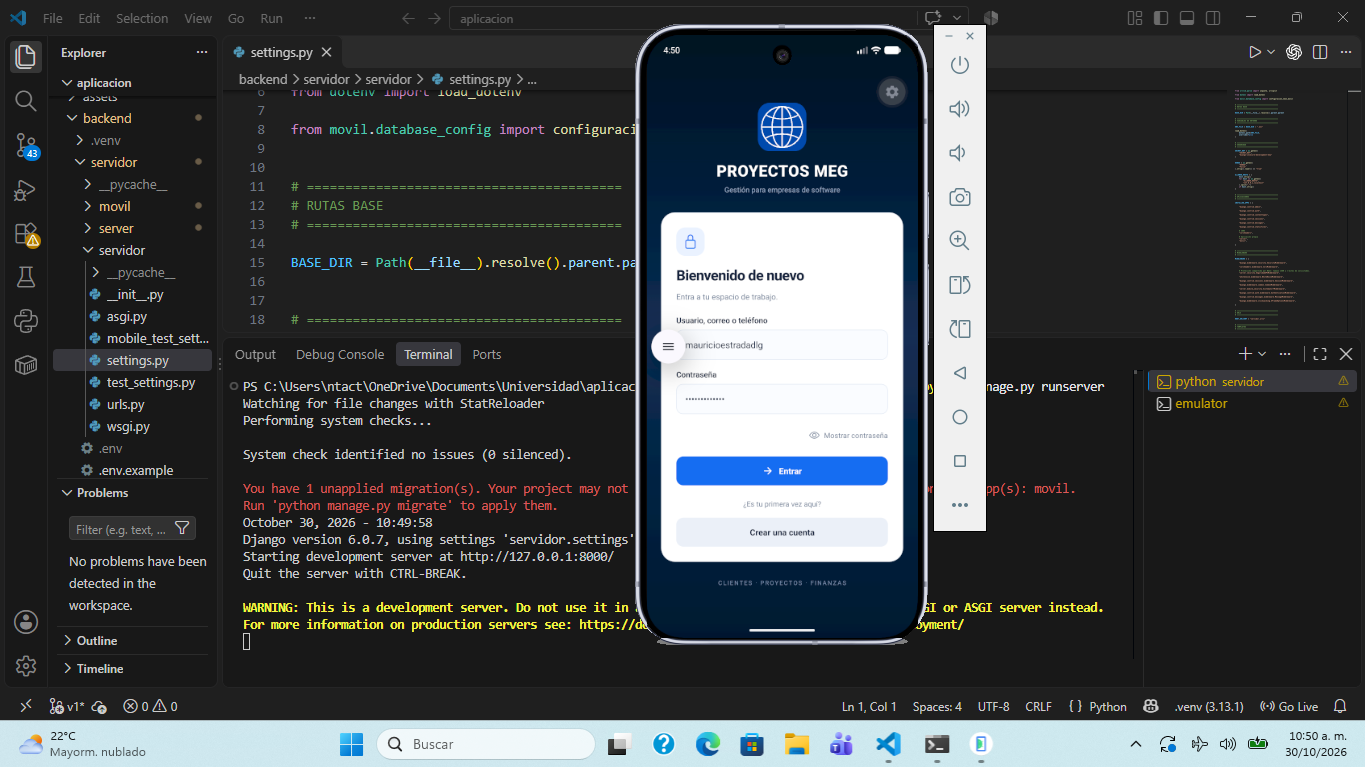 File Edit Selection View Go Run ···
aplicacion
Explorer
aplicacion
assets
backend
.venv
servidor
__pycache__
movil
server
servidor
__pycache__
__init__.py
asgi.py
mobile_test_sett...
settings.py
test_settings.py
urls.py
wsgi.py
.env
.env.example
Problems
Filter (e.g. text, ...
No problems have been
detected in the
workspace.
Outline
Timeline
43
settings.py
backend > servidor > servidor > settings.py > ...
6 from dotenv import load_dotenv
7
8 from movil.database_config import configuraci
9
10
11 # =========================================
12 # RUTAS BASE
13 # =========================================
14
15 BASE_DIR = Path(__file__).resolve().parent.pa
16
17
18 # =========================================
Output Debug Console Terminal Ports
PS C:\Users\ntact\OneDrive\Documents\Universidad\aplicac nage.py runserver
Watching for file changes with StatReloader
Performing system checks...
System check identified no issues (0 silenced).
You have 1 unapplied migration(s). Your project may not pp(s): movil.
Run 'python manage.py migrate' to apply them.
October 30, 2026 - 10:49:58
Django version 6.0.7, using settings 'servidor.settings'
Starting development server at http://127.0.0.1:8000/
Quit the server with CTRL-BREAK.
WARNING: This is a development server. Do not use it in GI or ASGI server instead.
For more information on production servers see: https://do oyment/
python servidor
emulator
4:50
PROYECTOS MEG
Gestión para empresas de software
Bienvenido de nuevo
Entra a tu espacio de trabajo.
Usuario, correo o teléfono
mauricioestradadlg
Contraseña
•••••••••••••
Mostrar contraseña
Entrar
¿Es tu primera vez aquí?
Crear una cuenta
CLIENTES · PROYECTOS · FINANZAS
v1* 0 0
Ln 1, Col 1 Spaces: 4 UTF-8 CRLF { } Python .venv (3.13.1) Go Live
22°C
Mayorm. nublado
Buscar
10:50 a. m.
30/10/2026